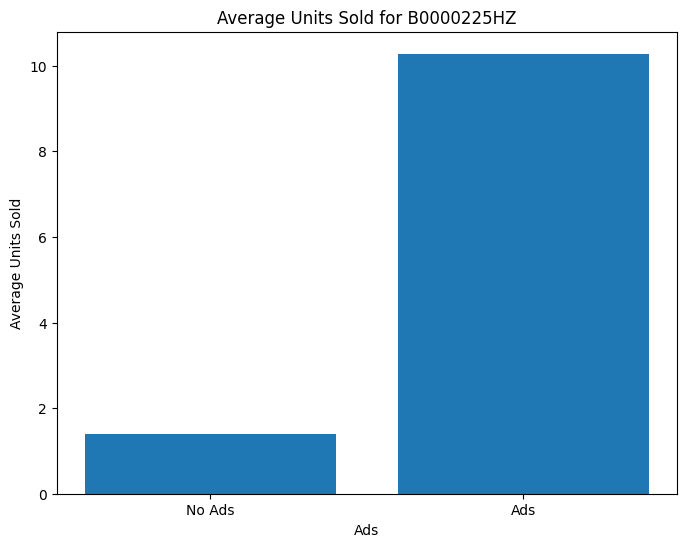 Average Units Sold for B0000225HZ
Average Units Sold
10
8
6
4
2
0
No Ads
Ads
Ads